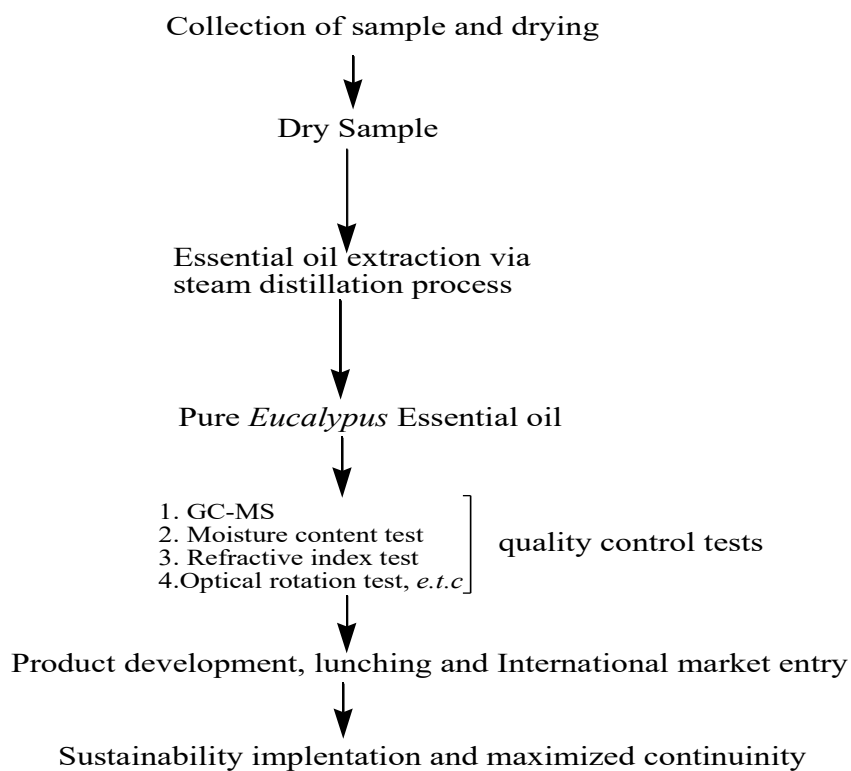 Collection of sample and drying
Dry Sample
Essential oil extraction via
steam distillation process
Pure Eucalypus Essential oil
1. GC-MS
2. Moisture content test
3. Refractive index test
4.Optical rotation test, e.t.c
quality control tests
Product development, lunching and International market entry
Sustainability implentation and maximized continuinity